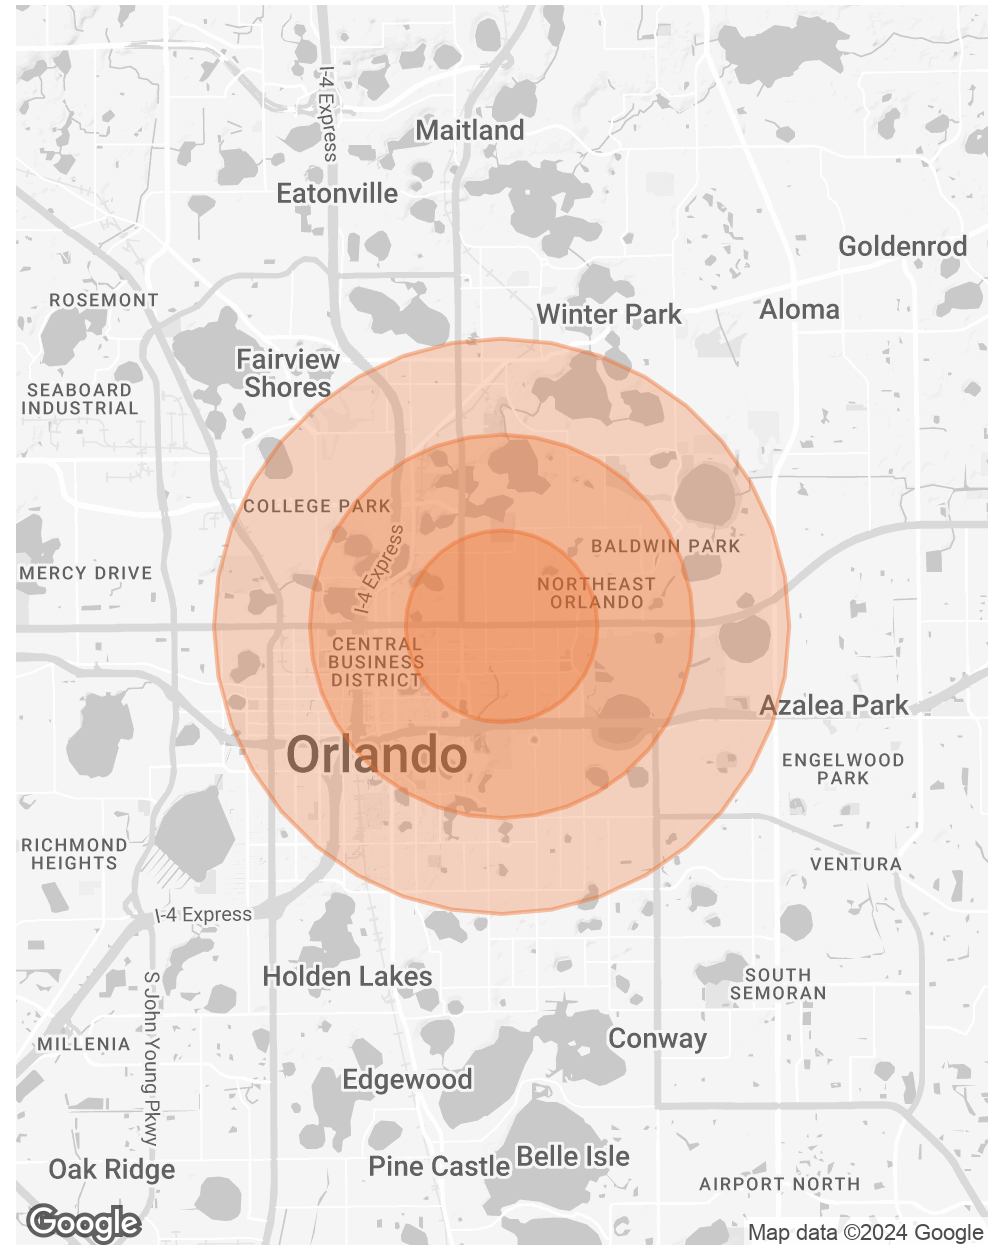 I-4 Express
Maitland
Eatonville
Goldenrod
ROSEMONT
Winter Park
Aloma
Fairview
Shores
SEABOARD
INDUSTRIAL
COLLEGE PARK
I-4 Express
BALDWIN PARK
MERCY DRIVE
NORTHEAST
ORLANDO
CENTRAL
BUSINESS
DISTRICT
Azalea Park
Orlando
ENGELWOOD
PARK
RICHMOND
HEIGHTS
VENTURA
I-4 Express
Holden Lakes
SOUTH
SEMORAN
S John Young Pkwy
MILLENIA
Conway
Edgewood
Oak Ridge
Pine Castle
Belle Isle
AIRPORT NORTH
Google
Map data ©2024 Google